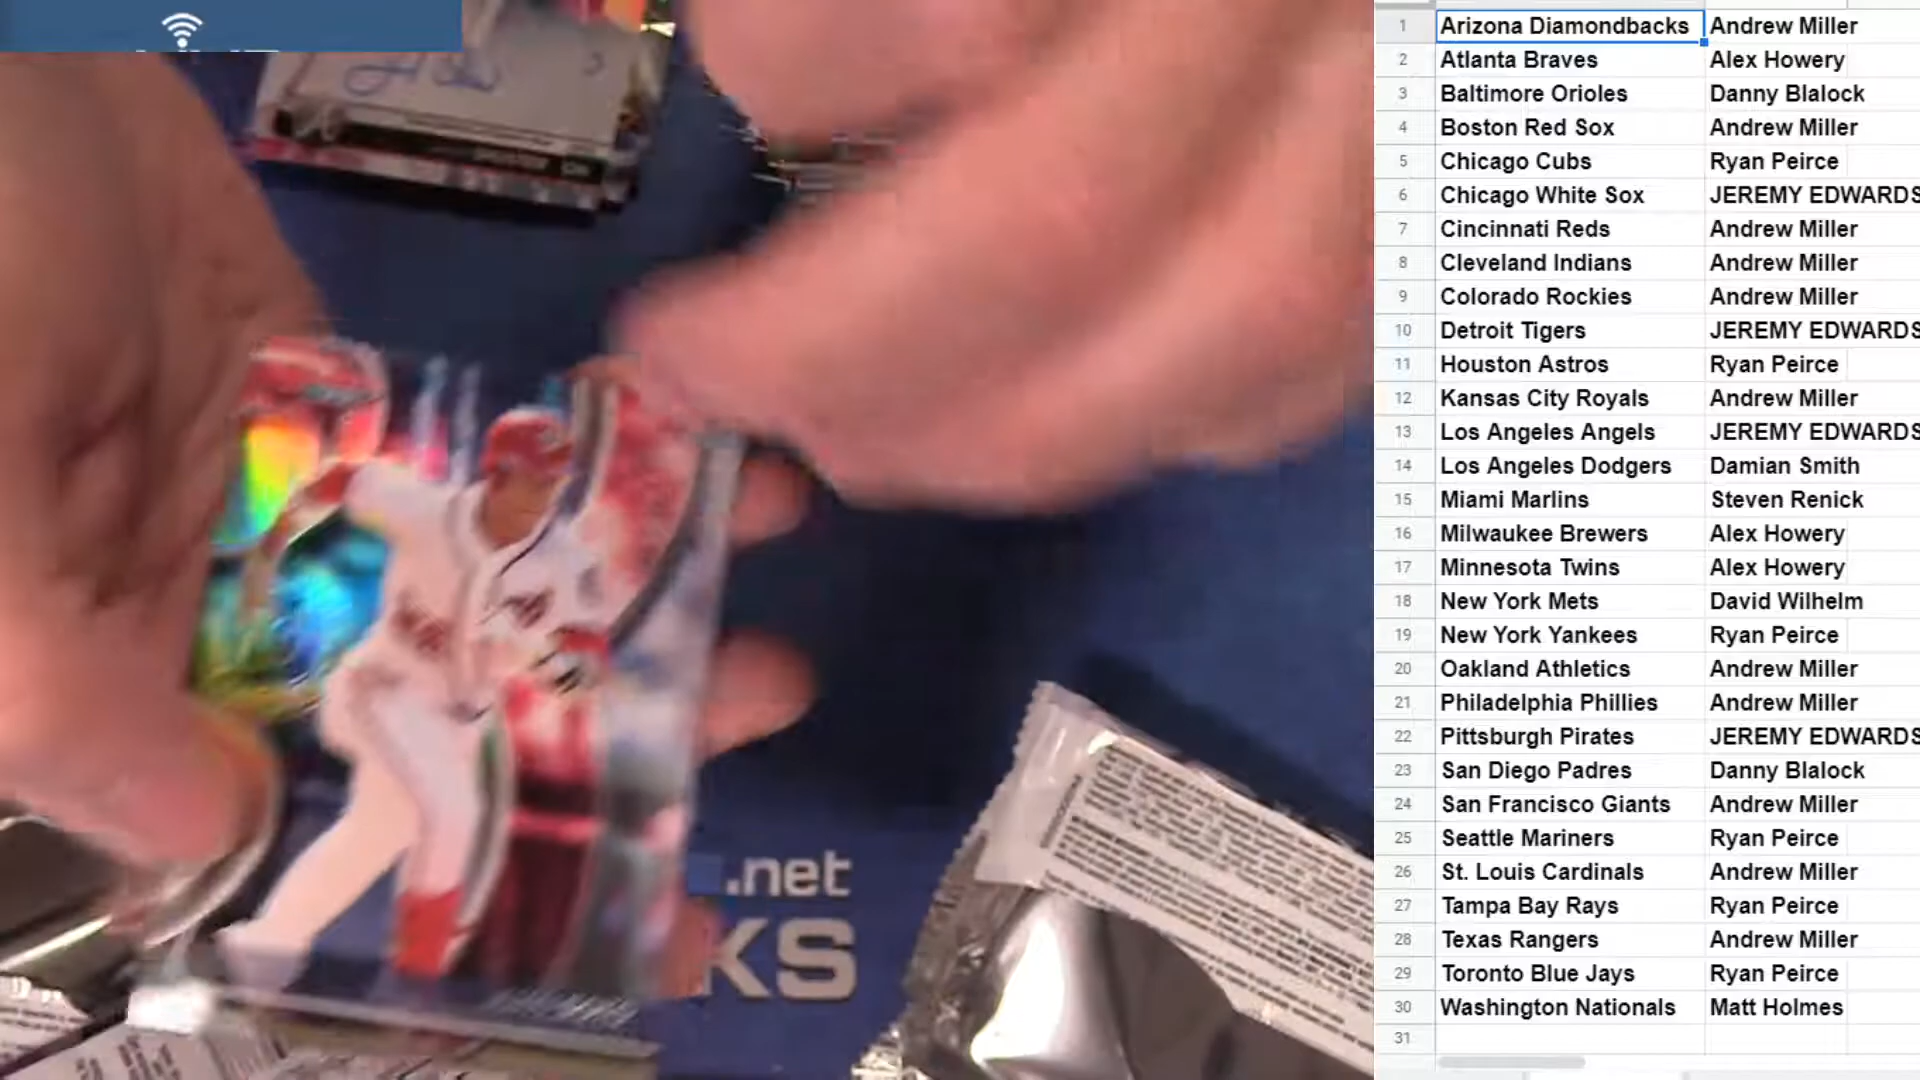 1 Arizona Diamondbacks Andrew Miller
2 Atlanta Braves Alex Howery
3 Baltimore Orioles Danny Blalock
4 Boston Red Sox Andrew Miller
5 Chicago Cubs Ryan Peirce
6 Chicago White Sox JEREMY EDWARDS
7 Cincinnati Reds Andrew Miller
8 Cleveland Indians Andrew Miller
9 Colorado Rockies Andrew Miller
10 Detroit Tigers JEREMY EDWARDS
11 Houston Astros Ryan Peirce
12 Kansas City Royals Andrew Miller
13 Los Angeles Angels JEREMY EDWARDS
14 Los Angeles Dodgers Damian Smith
15 Miami Marlins Steven Renick
16 Milwaukee Brewers Alex Howery
17 Minnesota Twins Alex Howery
18 New York Mets David Wilhelm
19 New York Yankees Ryan Peirce
20 Oakland Athletics Andrew Miller
21 Philadelphia Phillies Andrew Miller
22 Pittsburgh Pirates JEREMY EDWARDS
23 San Diego Padres Danny Blalock
24 San Francisco Giants Andrew Miller
25 Seattle Mariners Ryan Peirce
26 St. Louis Cardinals Andrew Miller
27 Tampa Bay Rays Ryan Peirce
28 Texas Rangers Andrew Miller
29 Toronto Blue Jays Ryan Peirce
30 Washington Nationals Matt Holmes
31
.net
KS